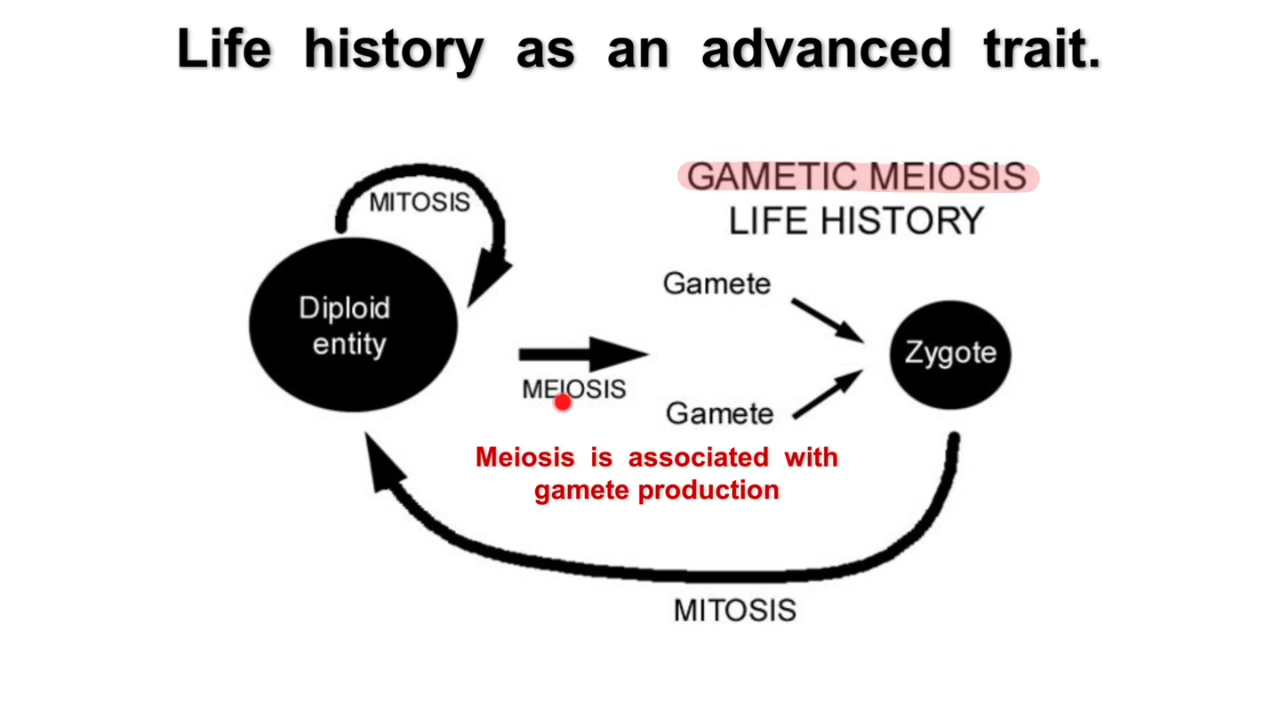 Life history as an advanced trait.
MITOSIS
GAMETIC MEIOSIS
LIFE HISTORY
Diploid
entity
Gamete
Zygote
MEIOSIS
Gamete
Meiosis is associated with
gamete production
MITOSIS